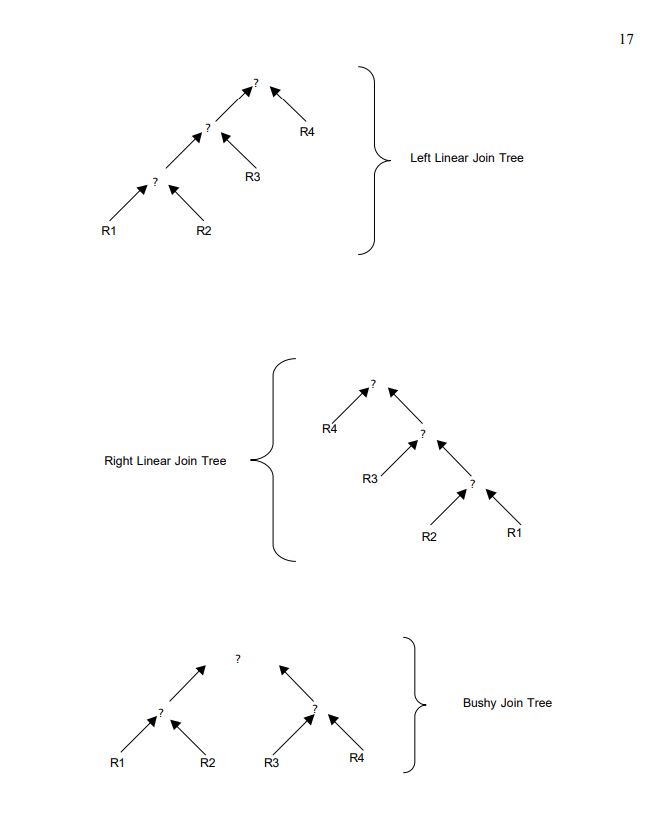 17
?
?
R4
Left Linear Join Tree
R3
?
R1 R2
?
R4
?
Right Linear Join Tree
R3
?
R2 R1
?
Bushy Join Tree
? ?
R1 R2 R3 R4